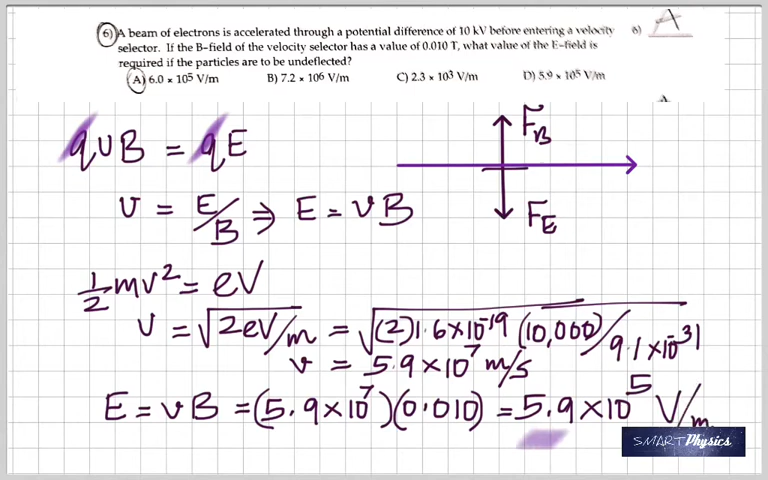 6) A beam of electrons is accelerated through a potential difference of 10 kV before entering a velocity
selector. If the B-field of the velocity selector has a value of 0.010 T, what value of the E-field is
required if the particles are to be undeflected?
6) A
A) 6.0 × 10⁵ V/m B) 7.2 × 10⁶ V/m C) 2.3 × 10³ V/m D) 5.9 × 10⁵ V/m
qvB = qE
F_B
v = E/B ⇒ E = vB
F_E
½mv² = eV
v = √2eV/m = √(2)1.6×10⁻¹⁹(10,000)/9.1×10⁻³¹
v = 5.9×10⁷ m/s
E = vB = (5.9×10⁷)(0.010) = 5.9×10⁵ V/m
SMARTPhysics